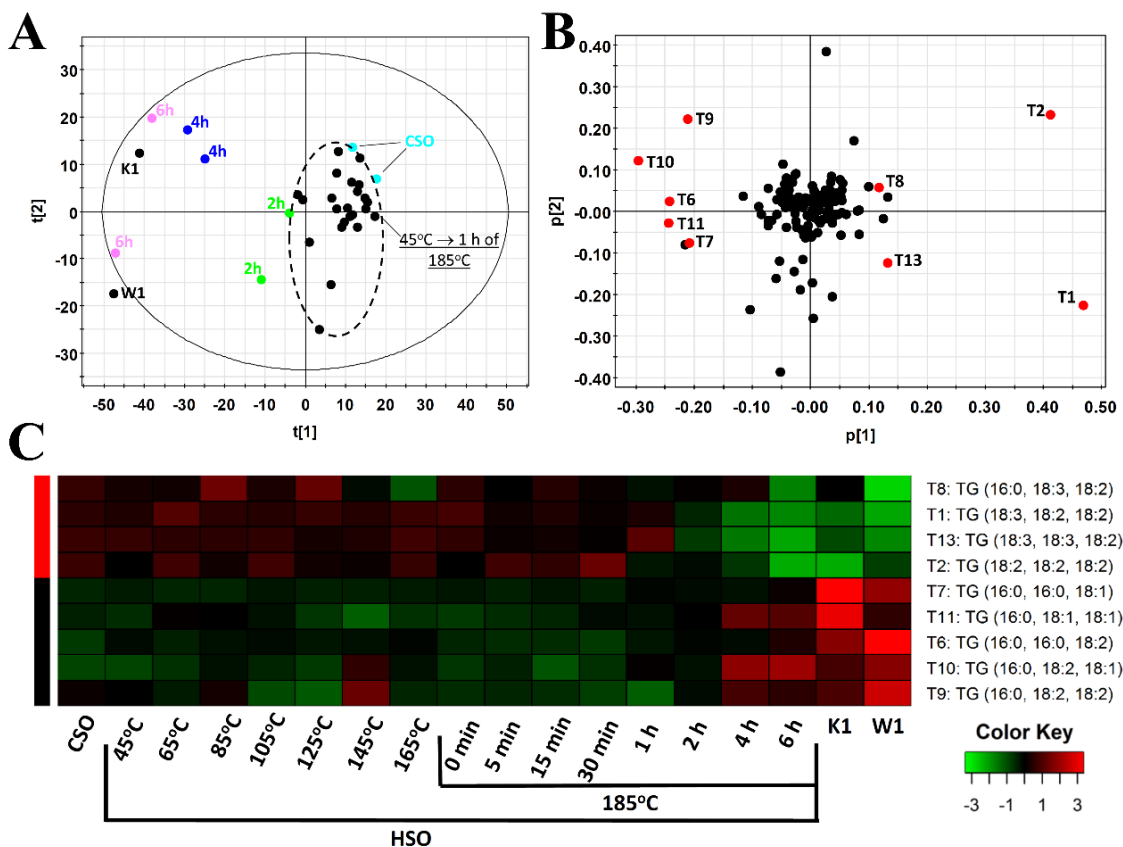 A
t[2]
30
20
10
0
-10
-20
-30
-50 -40 -30 -20 -10 0 10 20 30 40 50
t[1]
6h
4h
4h
K1
CSO
2h
45°C → 1 h of
185°C
6h
2h
W1
B
p[2]
0.40
0.30
0.20
0.10
-0.00
-0.10
-0.20
-0.30
-0.40
-0.30 -0.20 -0.10 -0.00 0.10 0.20 0.30 0.40 0.50
p[1]
T9
T2
T10
T8
T6
T11
T7
T13
T1
C
T8: TG (16:0, 18:3, 18:2)
T1: TG (18:3, 18:2, 18:2)
T13: TG (18:3, 18:3, 18:2)
T2: TG (18:2, 18:2, 18:2)
T7: TG (16:0, 16:0, 18:1)
T11: TG (16:0, 18:1, 18:1)
T6: TG (16:0, 16:0, 18:2)
T10: TG (16:0, 18:2, 18:1)
T9: TG (16:0, 18:2, 18:2)
CSO 45°C 65°C 85°C 105°C 125°C 145°C 165°C 0 min 5 min 15 min 30 min 1 h 2 h 4 h 6 h K1 W1
185°C
HSO
Color Key
-3 -1 1 3